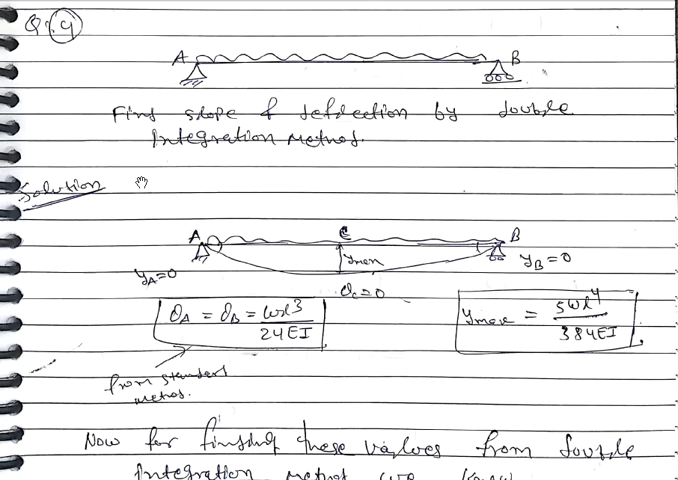 Q. 9
A B
Find slope & deflection by double
Integration method.
Solution
A C B
yA=0 ymax yB=0
θc=0
θA = θB = wl³/24EI
ymax = 5wl⁴/384EI
from standard
method.
Now for finding these values from double
Integration method we know